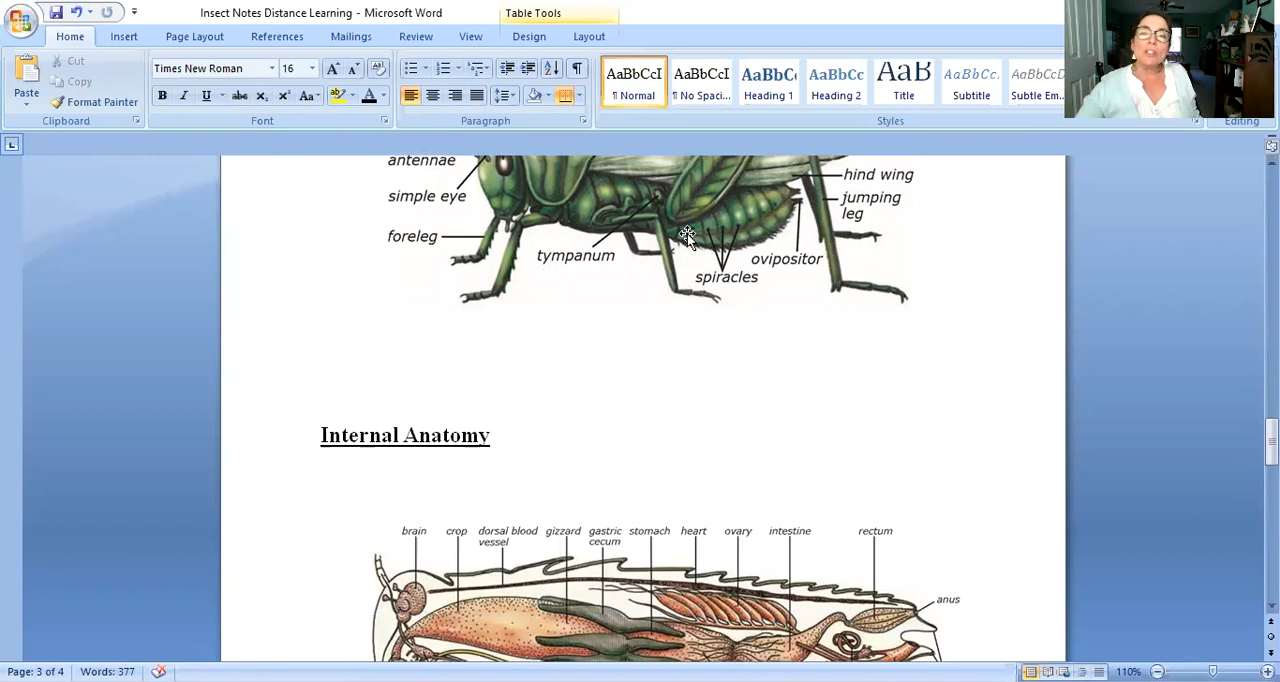 Insect Notes Distance Learning - Microsoft Word
Table Tools
Home Insert Page Layout References Mailings Review View Design Layout
Paste
Cut
Copy
Format Painter
Clipboard
Times New Roman 16
Font
Paragraph
AaBbCcI AaBbCcI AaBbC AaBbCc AaB AaBbCc. AaBbCcD
¶ Normal ¶ No Spaci... Heading 1 Heading 2 Title Subtitle Subtle Em...
Styles
Editing
antennae
simple eye
foreleg
tympanum
spiracles
ovipositor
hind wing
jumping
leg
Internal Anatomy
brain crop dorsal blood gizzard gastric stomach heart ovary intestine rectum
vessel cecum
anus
Page: 3 of 4 Words: 377 110%